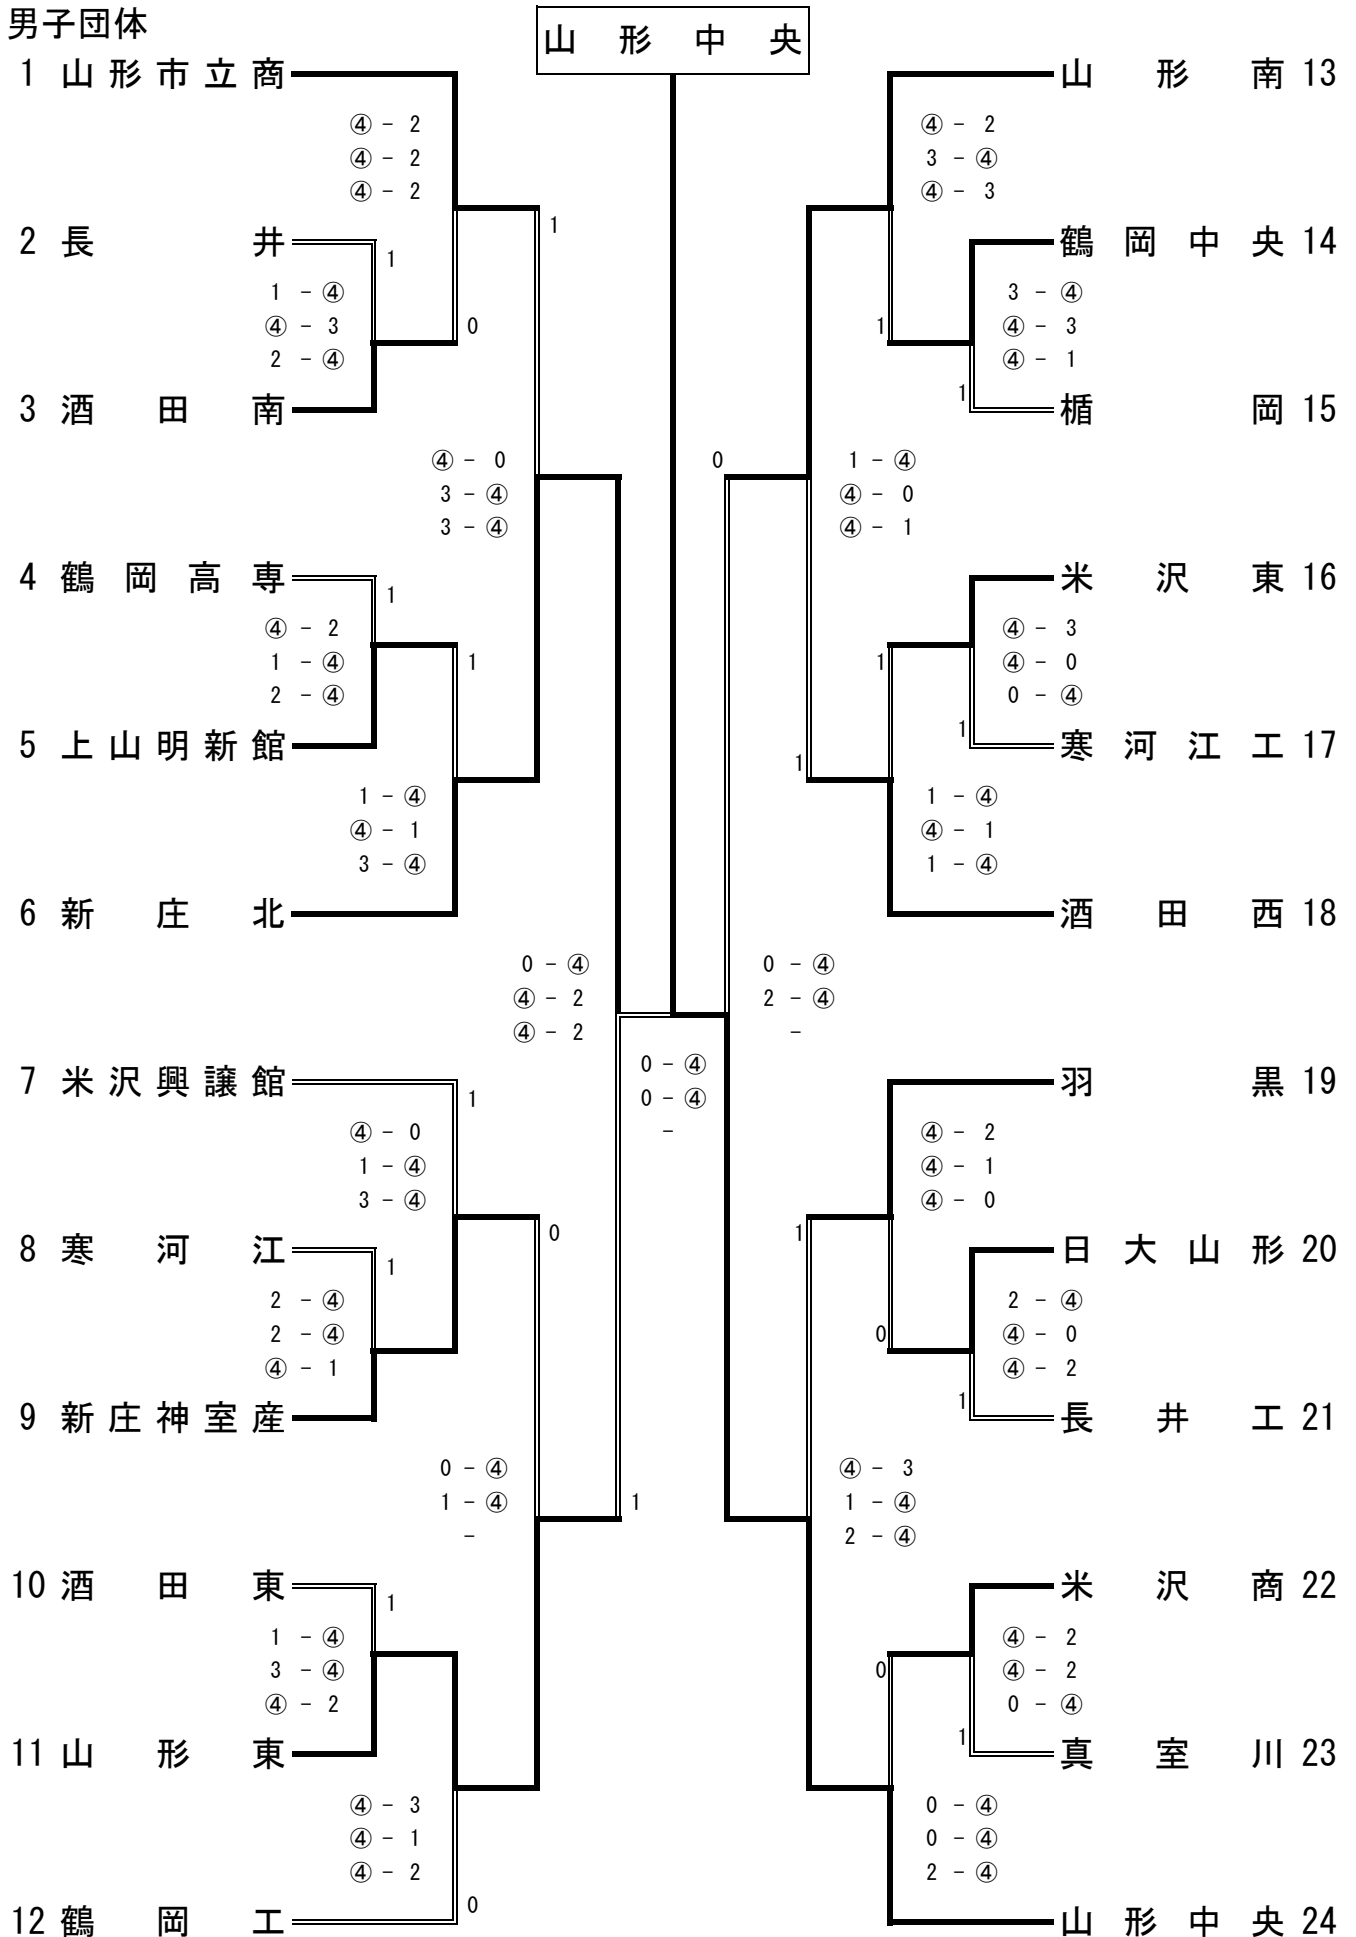 男子団体
山形中央
1 山形市立商
④ - 2
④ - 2
④ - 2
1
2 長井
1
1 - ④
④ - 3
2 - ④
0
3 酒田南
④ - 0
3 - ④
3 - ④
4 鶴岡高専
1
④ - 2
1 - ④
2 - ④
1
5 上山明新館
1 - ④
④ - 1
3 - ④
6 新庄北
0 - ④
④ - 2
④ - 2
7 米沢興譲館
1
④ - 0
1 - ④
3 - ④
0
8 寒河江
1
2 - ④
2 - ④
④ - 1
9 新庄神室産
0 - ④
1 - ④
-
1
10 酒田東
1
1 - ④
3 - ④
④ - 2
11 山形東
④ - 3
④ - 1
④ - 2
0
12 鶴岡工
0 - ④
0 - ④
-
山形南 13
④ - 2
3 - ④
④ - 3
鶴岡中央 14
3 - ④
④ - 3
④ - 1
1
1
楯岡 15
0
1 - ④
④ - 0
④ - 1
米沢東 16
④ - 3
④ - 0
0 - ④
1
1
寒河江工 17
1
1 - ④
④ - 1
1 - ④
酒田西 18
0 - ④
2 - ④
-
羽黒 19
④ - 2
④ - 1
④ - 0
1
日大山形 20
2 - ④
④ - 0
④ - 2
0
1
長井工 21
④ - 3
1 - ④
2 - ④
米沢商 22
④ - 2
④ - 2
0 - ④
0
1
真室川 23
0 - ④
0 - ④
2 - ④
山形中央 24